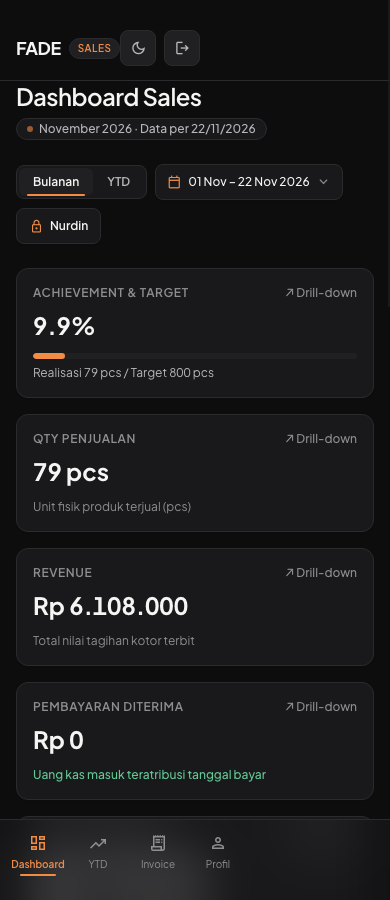 FADE SALES
Dashboard Sales
November 2026 · Data per 22/11/2026
Bulanan YTD 01 Nov – 22 Nov 2026
Nurdin
ACHIEVEMENT & TARGET Drill-down
9.9%
Realisasi 79 pcs / Target 800 pcs
QTY PENJUALAN Drill-down
79 pcs
Unit fisik produk terjual (pcs)
REVENUE Drill-down
Rp 6.108.000
Total nilai tagihan kotor terbit
PEMBAYARAN DITERIMA Drill-down
Rp 0
Uang kas masuk teratribusi tanggal bayar
Dashboard YTD Invoice Profil